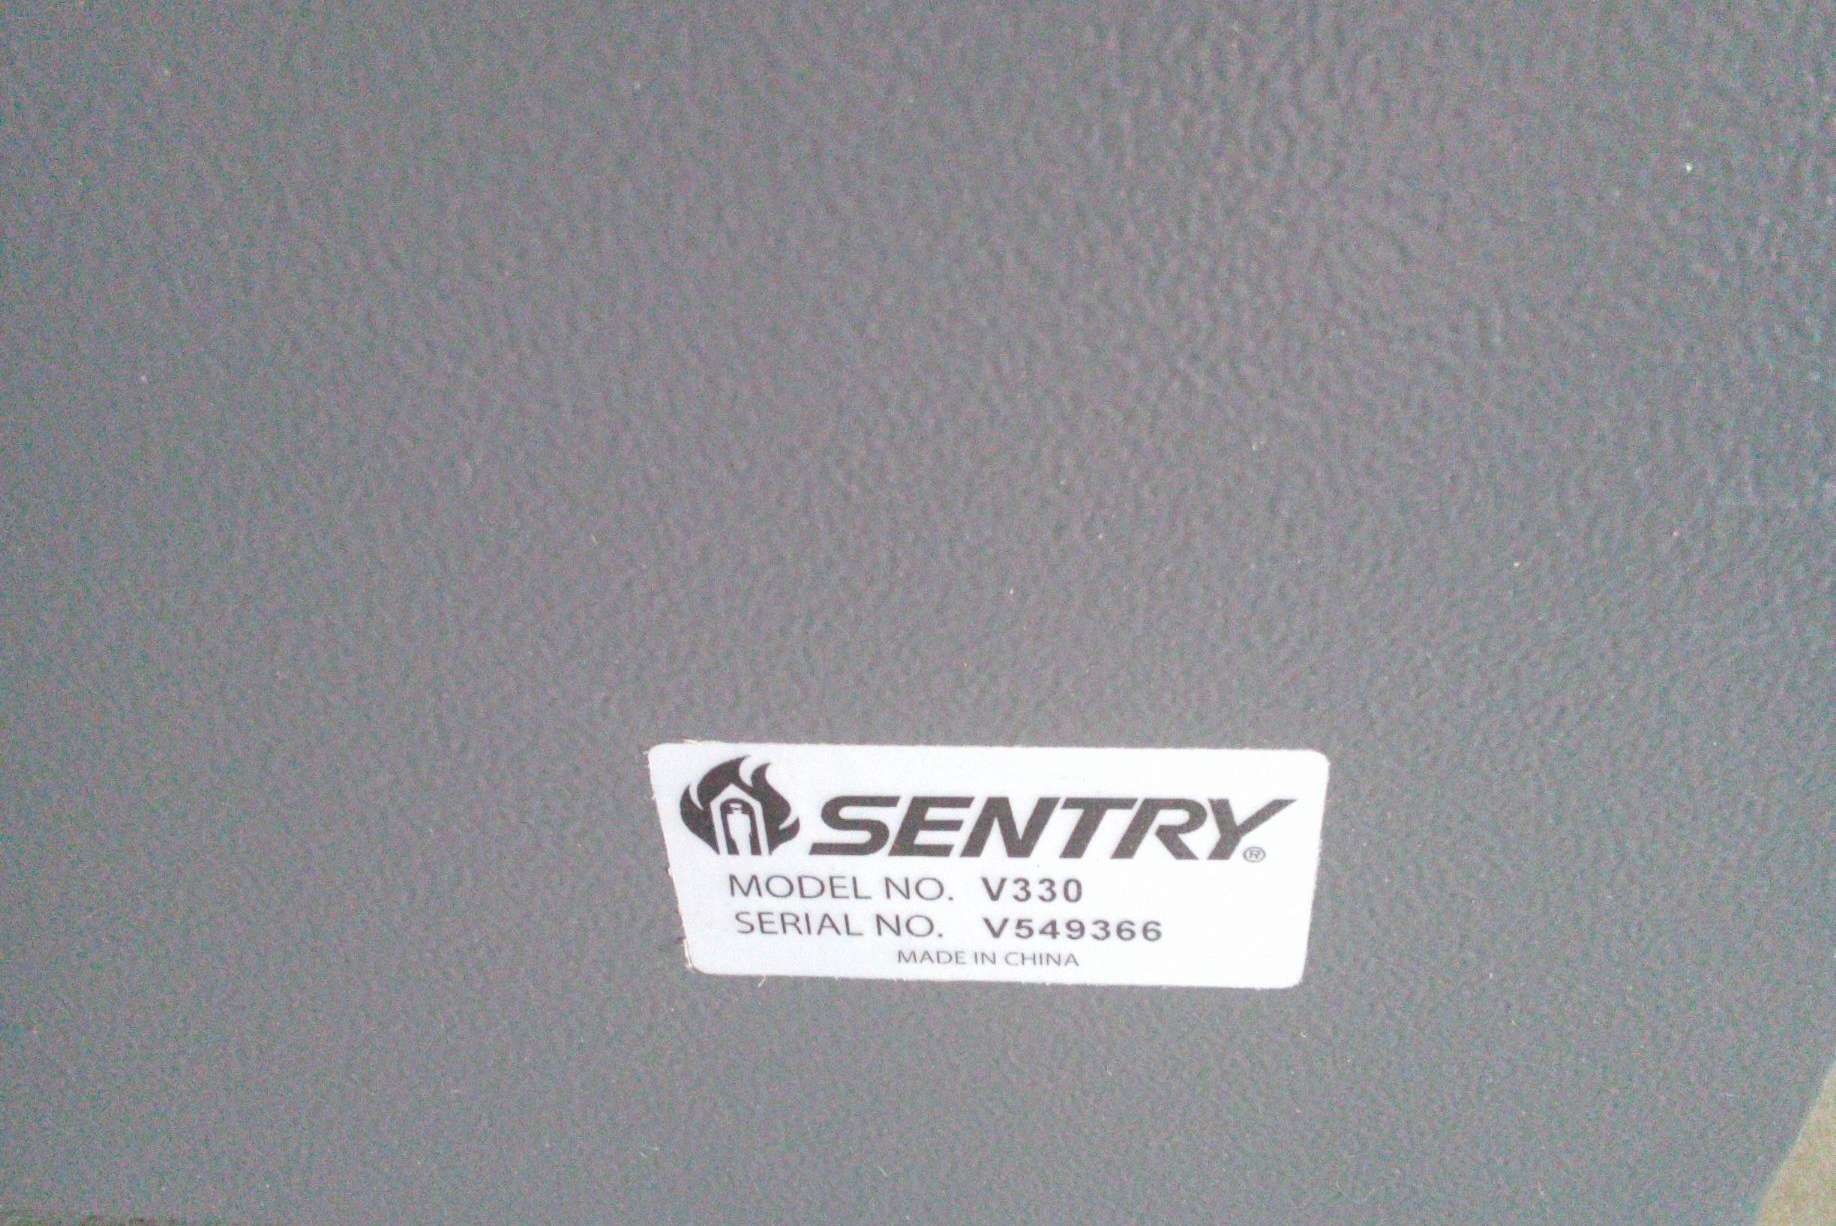 SENTRY®
MODEL NO. V330
SERIAL NO. V549366
MADE IN CHINA